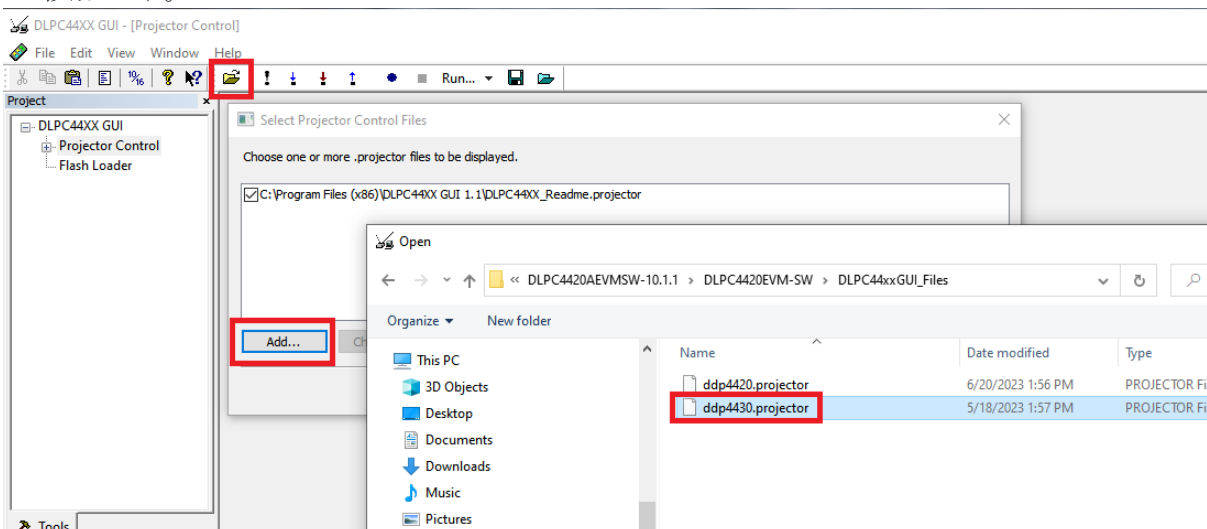 DLPC44XX GUI - [Projector Control]
File Edit View Window Help
10/16 Run...
Project x
DLPC44XX GUI
Projector Control
Flash Loader
Select Projector Control Files
Choose one or more .projector files to be displayed.
C:\Program Files (x86)\DLPC44XX GUI 1.1\DLPC44XX_Readme.projector
Add...
Open
« DLPC4420AEVMSW-10.1.1 > DLPC4420EVM-SW > DLPC44xxGUI_Files
Organize New folder
Name Date modified Type
This PC
3D Objects
Desktop
Documents
Downloads
Music
Pictures
ddp4420.projector 6/20/2023 1:56 PM PROJECTOR Fi
ddp4430.projector 5/18/2023 1:57 PM PROJECTOR Fi
Tools